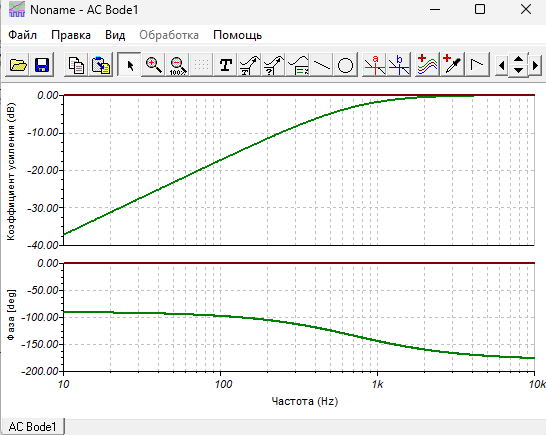 Noname - AC Bode1
Файл Правка Вид Обработка Помощь
100% T ? a b
Коэффициент усиления (dB)
0.00
-10.00
-20.00
-30.00
-40.00
Фаза [deg]
0.00
-50.00
-100.00
-150.00
-200.00
10 100 1k 10k
Частота (Hz)
AC Bode1